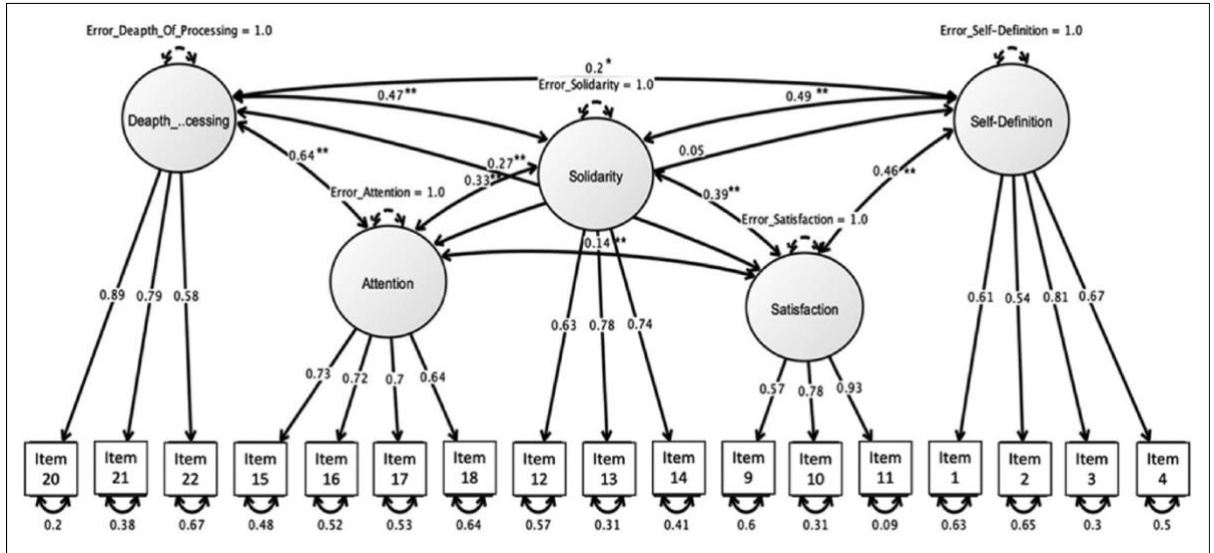 Error_Deapth_Of_Processing = 1.0
Error_Self-Definition = 1.0
0.2*
Error_Solidarity = 1.0
0.47**
0.49 **
Deapth_..cessing
Self-Definition
0.64**
0.27**
0.33**
Solidarity
0.05
0.46 **
0.39**
Error_Attention = 1.0
Error_Satisfaction = 1.0
0.14 **
Attention
Satisfaction
0.89
0.79
0.58
0.63
0.78
0.74
0.61
0.54
0.81
0.67
0.73
0.72
0.7
0.64
0.57
0.78
0.93
Item
20
Item
21
Item
22
Item
15
Item
16
Item
17
Item
18
Item
12
Item
13
Item
14
Item
9
Item
10
Item
11
Item
1
Item
2
Item
3
Item
4
0.2
0.38
0.67
0.48
0.52
0.53
0.64
0.57
0.31
0.41
0.6
0.31
0.09
0.63
0.65
0.3
0.5